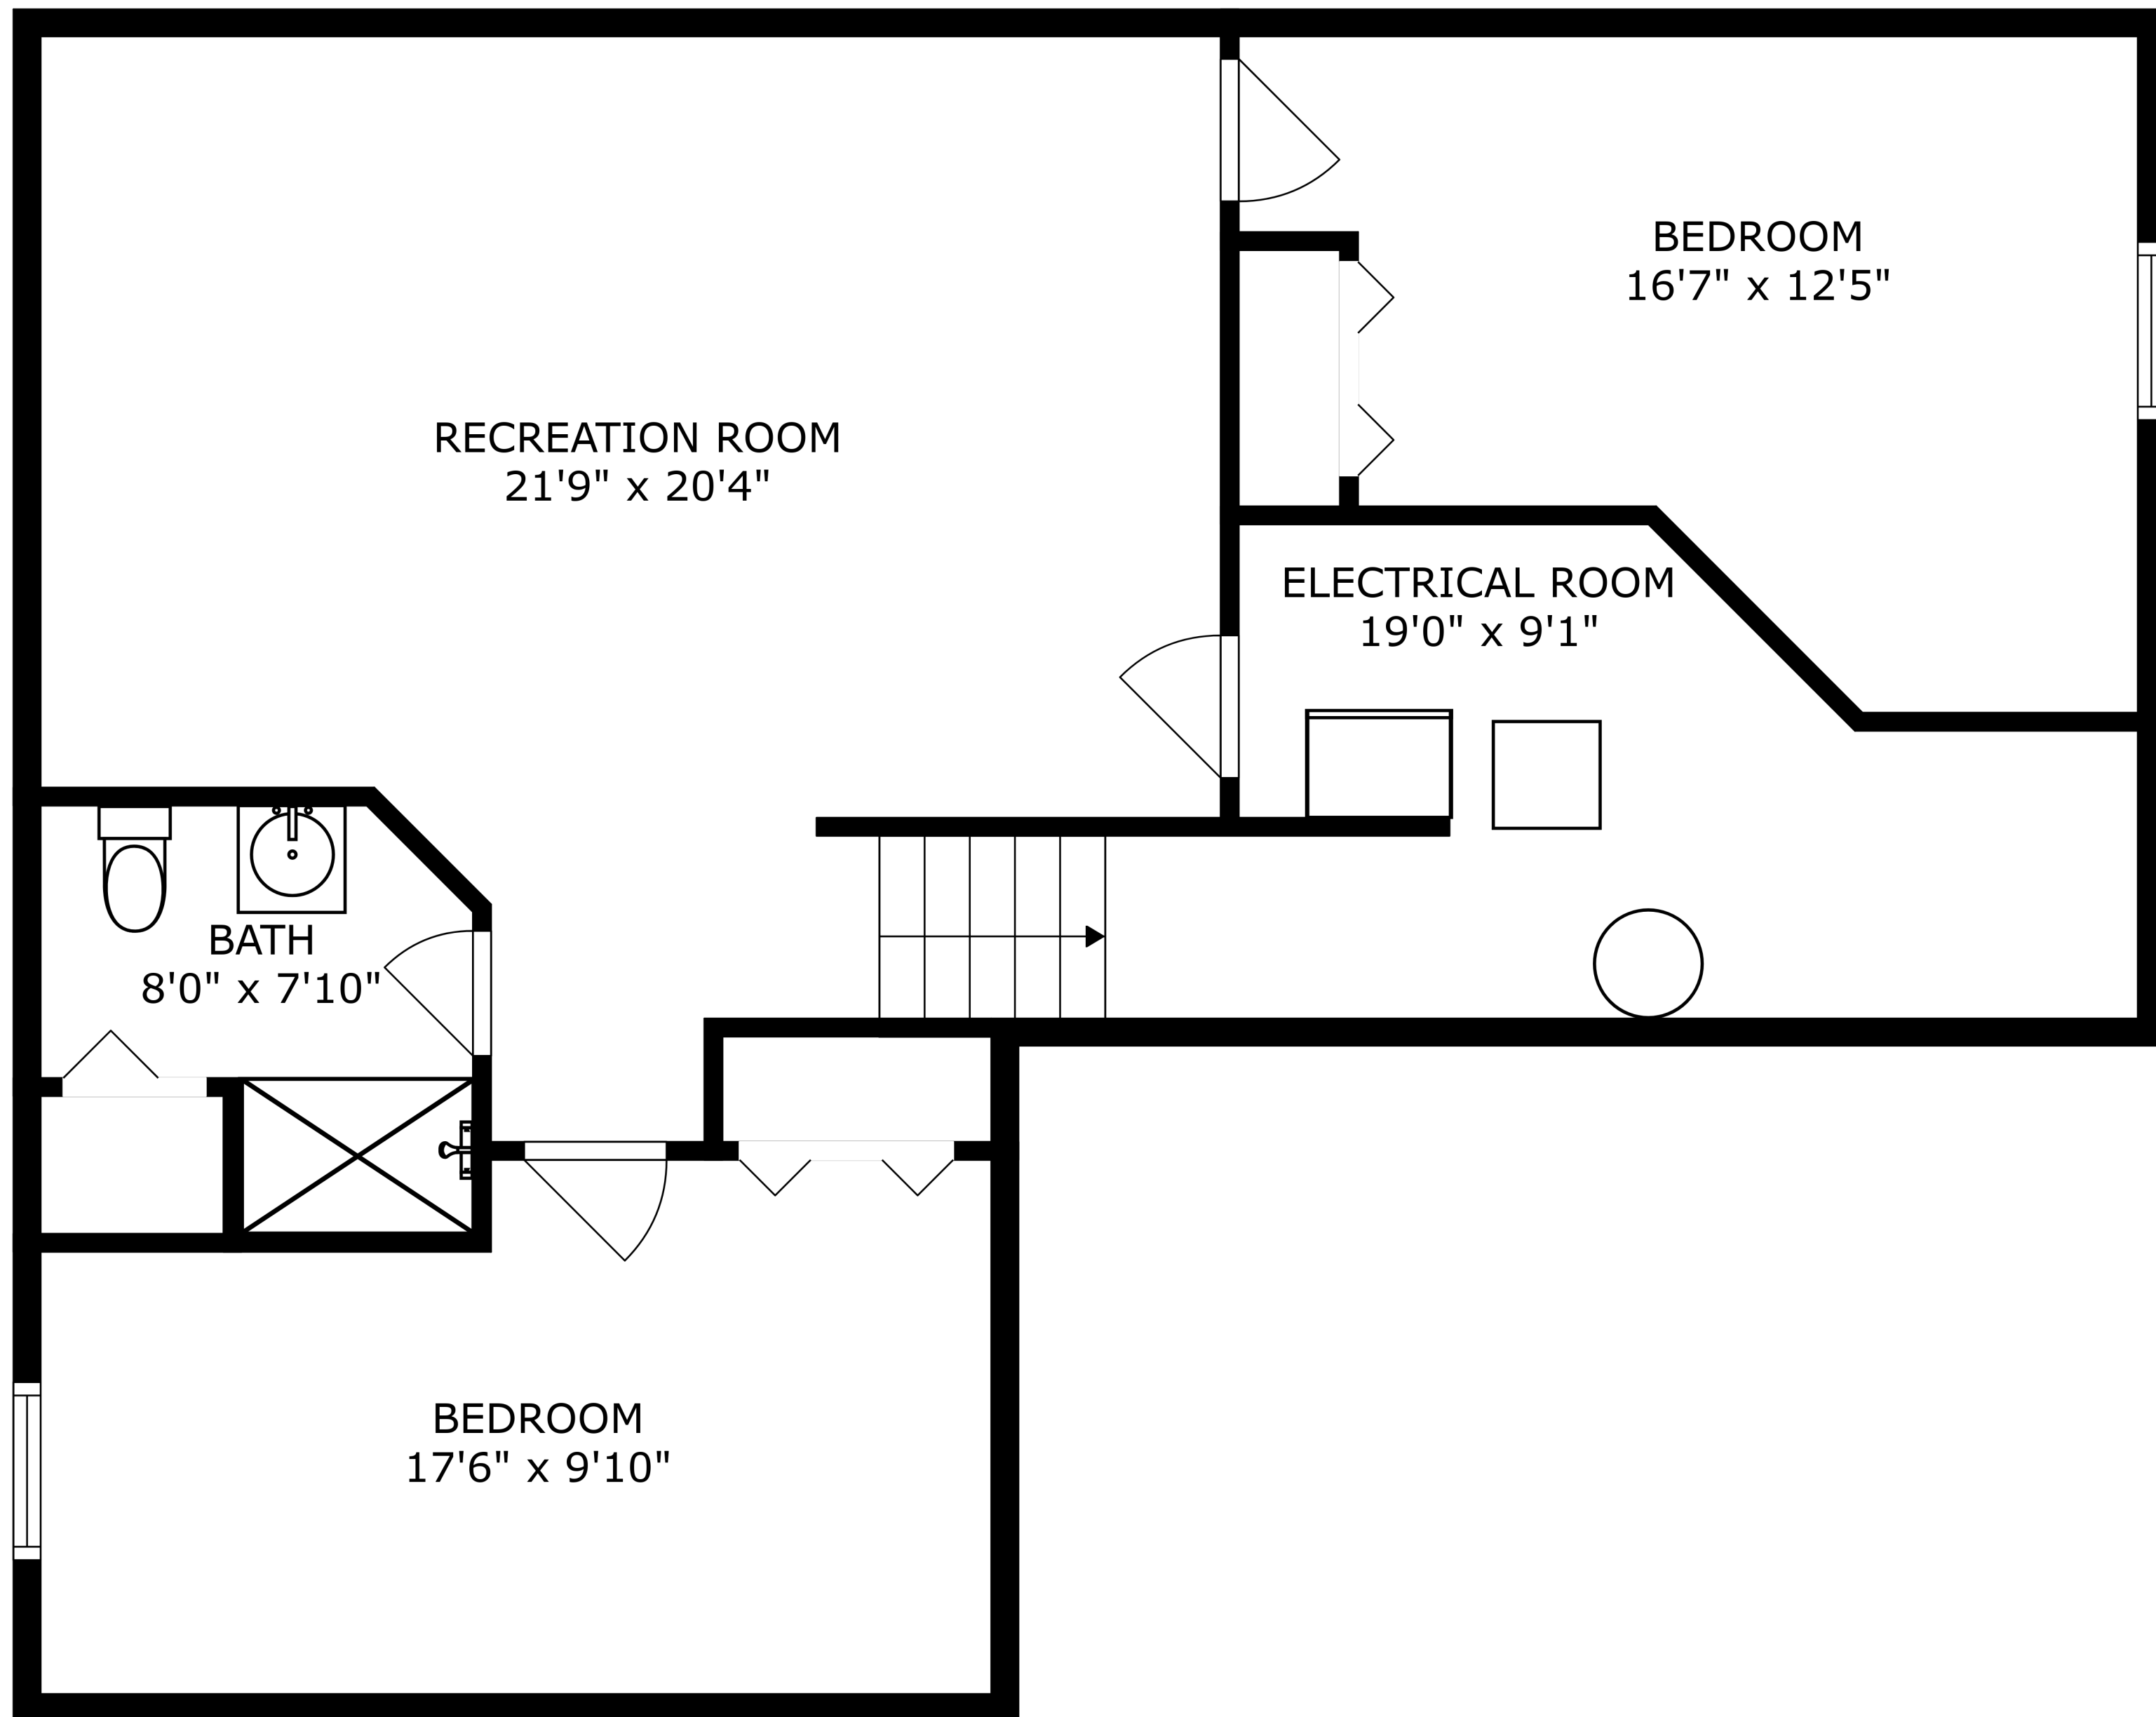 BEDROOM
16'7" x 12'5"
RECREATION ROOM
21'9" x 20'4"
ELECTRICAL ROOM
19'0" x 9'1"
BATH
8'0" x 7'10"
BEDROOM
17'6" x 9'10"